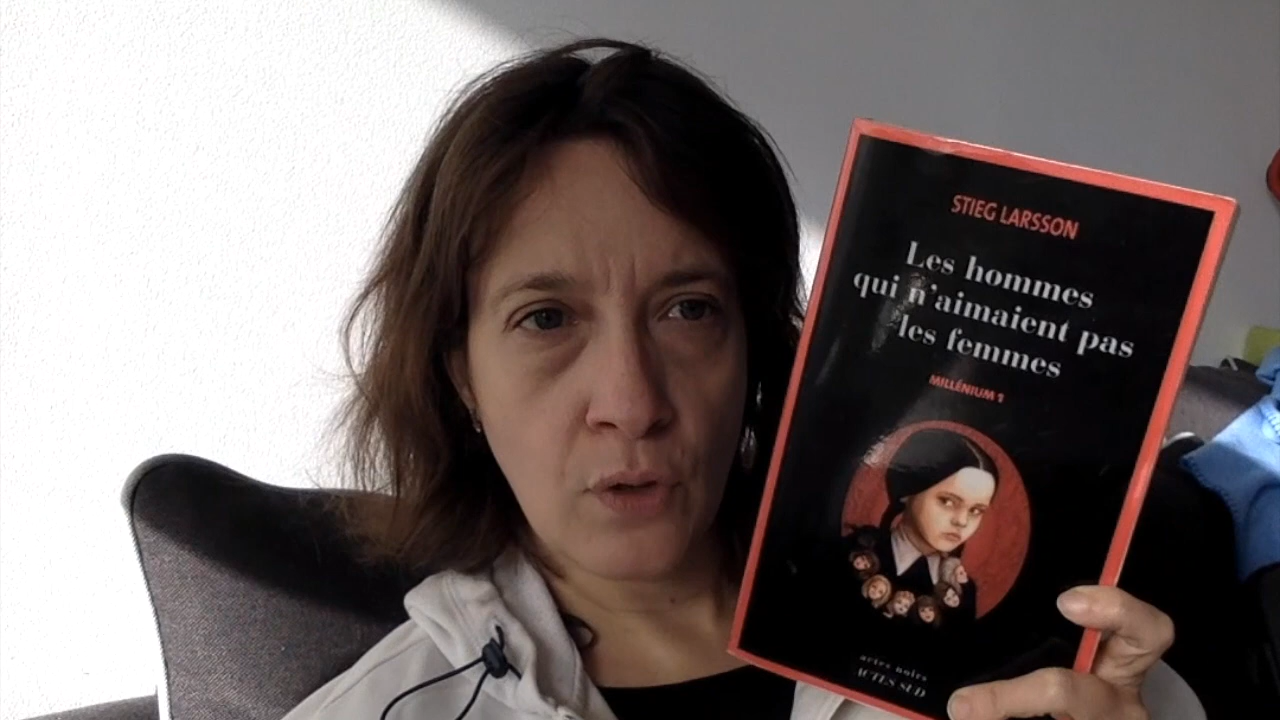 STIEG LARSSON
Les hommes
qui n'aimaient pas
les femmes
MILLÉNIUM 1
actes noirs
ACTES SUD